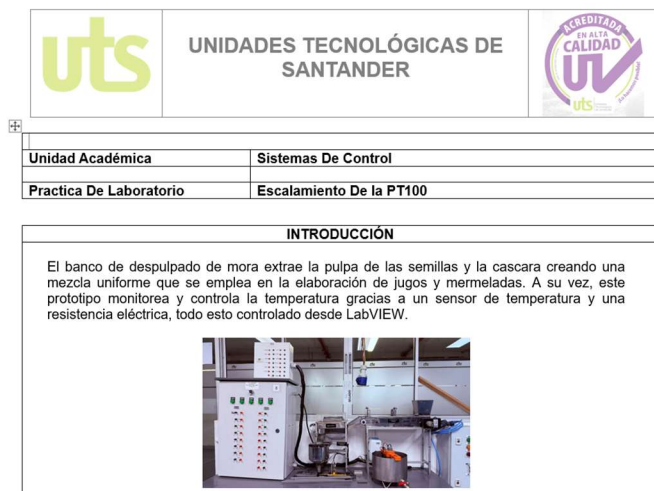 uts
UNIDADES TECNOLÓGICAS DE
SANTANDER
ACREDITADA
EN ALTA
CALIDAD
uts
Unidad Académica
Sistemas De Control
Practica De Laboratorio
Escalamiento De la PT100
INTRODUCCIÓN
El banco de despulpado de mora extrae la pulpa de las semillas y la cascara creando una
mezcla uniforme que se emplea en la elaboración de jugos y mermeladas. A su vez, este
prototipo monitorea y controla la temperatura gracias a un sensor de temperatura y una
resistencia eléctrica, todo esto controlado desde LabVIEW.